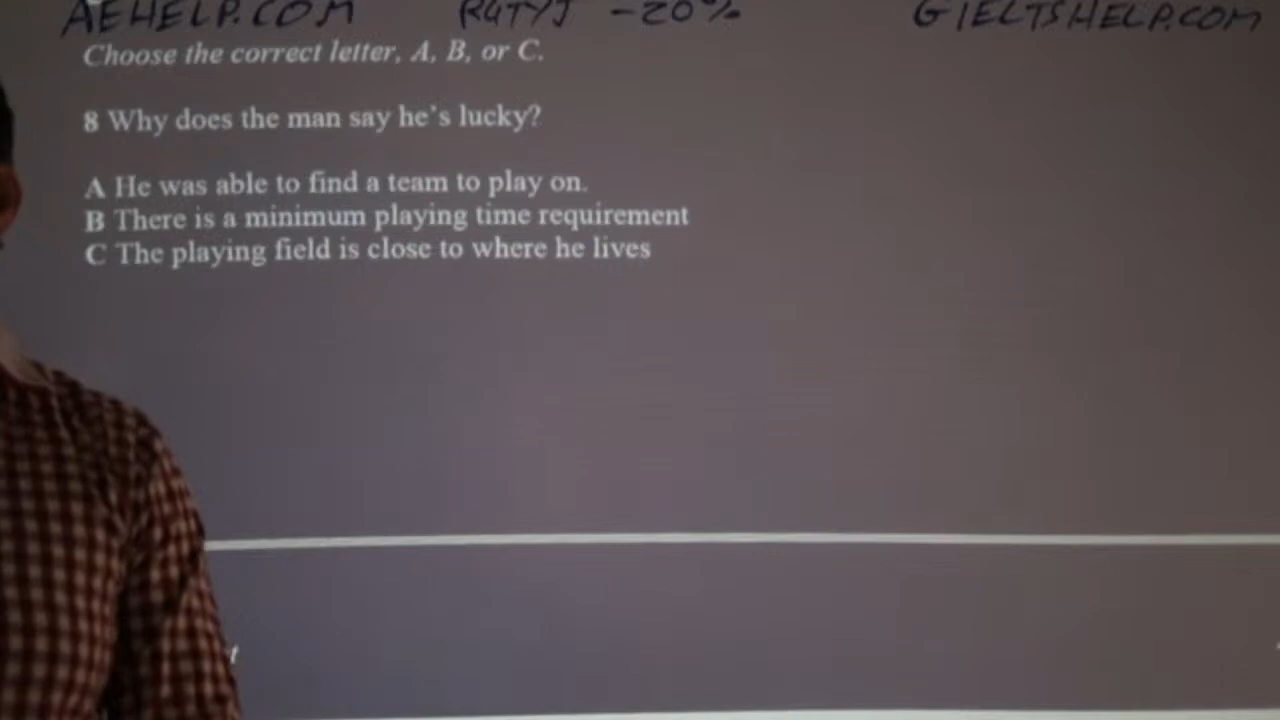 AEHELP.COM R4TYJ -20% GIELTSHELP.COM
Choose the correct letter, A, B, or C.
8 Why does the man say he's lucky?
A He was able to find a team to play on.
B There is a minimum playing time requirement
C The playing field is close to where he lives